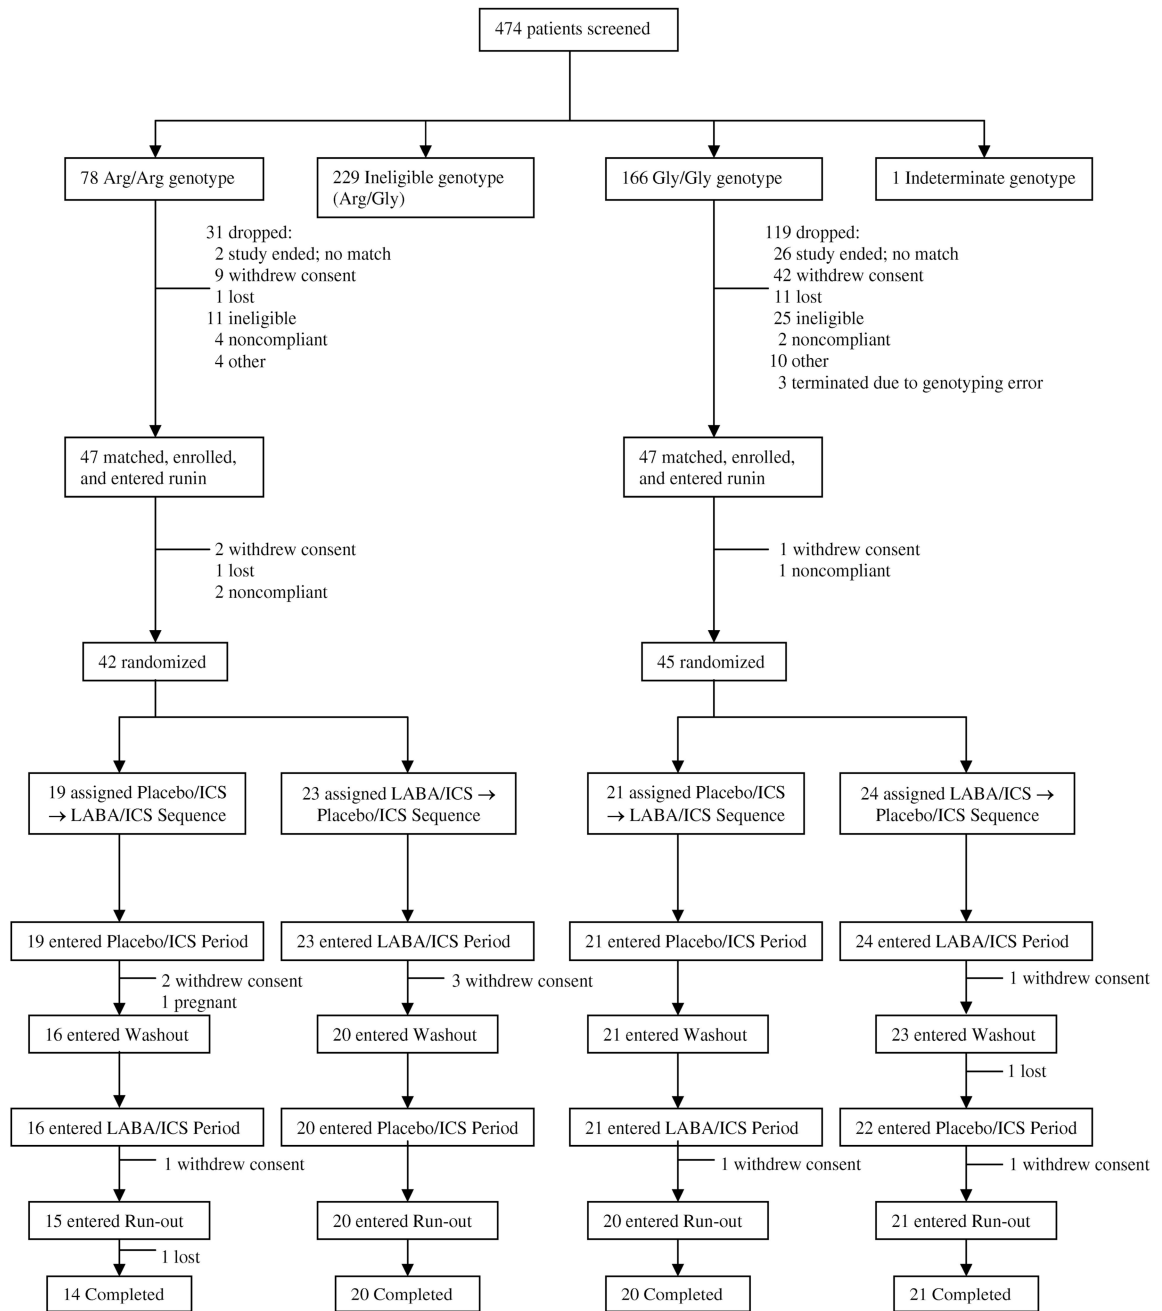 474 patients screened
78 Arg/Arg genotype
229 Ineligible genotype
(Arg/Gly)
166 Gly/Gly genotype
1 Indeterminate genotype
31 dropped:
2 study ended; no match
9 withdrew consent
1 lost
11 ineligible
4 noncompliant
4 other
119 dropped:
26 study ended; no match
42 withdrew consent
11 lost
25 ineligible
2 noncompliant
10 other
3 terminated due to genotyping error
47 matched, enrolled,
and entered runin
47 matched, enrolled,
and entered runin
2 withdrew consent
1 lost
2 noncompliant
1 withdrew consent
1 noncompliant
42 randomized
45 randomized
19 assigned Placebo/ICS
→ LABA/ICS Sequence
23 assigned LABA/ICS →
Placebo/ICS Sequence
21 assigned Placebo/ICS
→ LABA/ICS Sequence
24 assigned LABA/ICS →
Placebo/ICS Sequence
19 entered Placebo/ICS Period
23 entered LABA/ICS Period
21 entered Placebo/ICS Period
24 entered LABA/ICS Period
2 withdrew consent
1 pregnant
3 withdrew consent
1 withdrew consent
16 entered Washout
20 entered Washout
21 entered Washout
23 entered Washout
1 lost
16 entered LABA/ICS Period
20 entered Placebo/ICS Period
21 entered LABA/ICS Period
22 entered Placebo/ICS Period
1 withdrew consent
1 withdrew consent
1 withdrew consent
15 entered Run-out
20 entered Run-out
20 entered Run-out
21 entered Run-out
1 lost
14 Completed
20 Completed
20 Completed
21 Completed